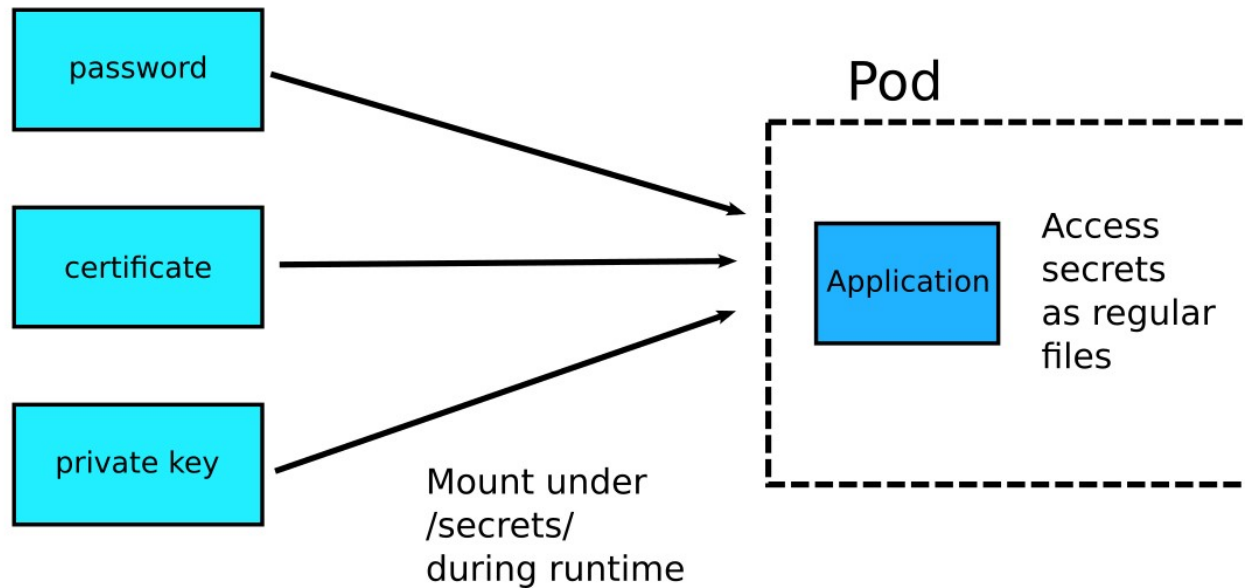 password
certificate
private key
Mount under
/secrets/
during runtime
Pod
Application
Access
secrets
as regular
files